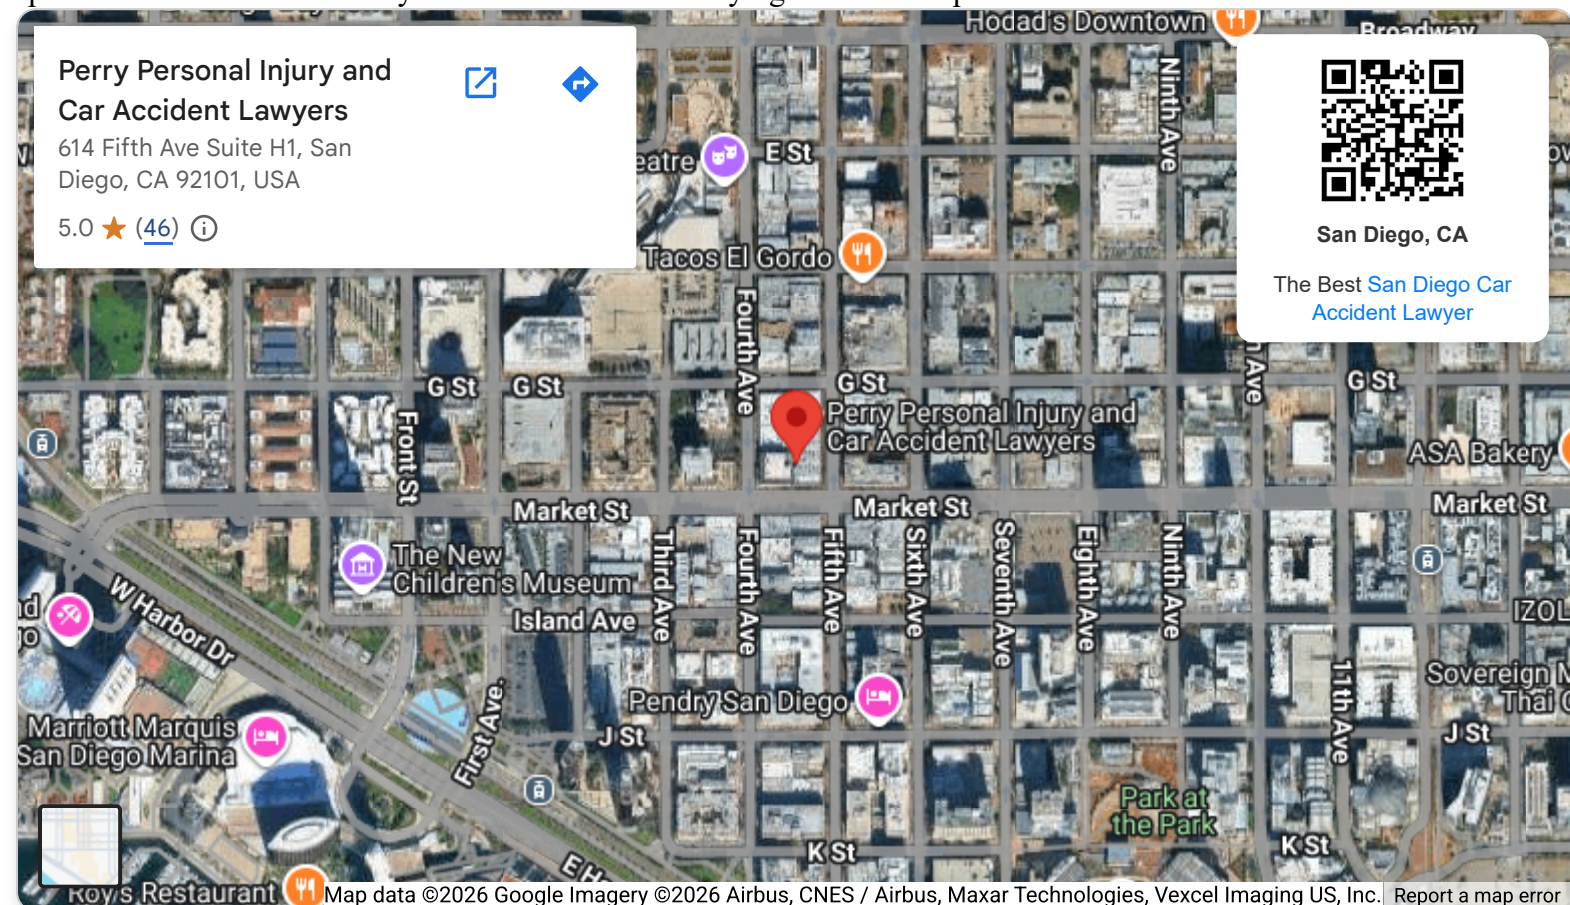 Hodad's Downtown
Broadway
Perry Personal Injury and
Car Accident Lawyers
614 Fifth Ave Suite H1, San
Diego, CA 92101, USA
5.0 (46)
San Diego, CA
The Best San Diego Car
Accident Lawyer
Ninth Ave
E St
Tacos El Gordo
Fourth Ave
G St
G St
G St
G St
Perry Personal Injury and
Car Accident Lawyers
Front St
Ave
ASA Bakery
Market St
Market St
Market St
The New
Children's Museum
Third Ave
Fourth Ave
Fifth Ave
Sixth Ave
Seventh Ave
Eighth Ave
Ninth Ave
W Harbor Dr
Island Ave
Pendry San Diego
11th Ave
Sovereign
Thai
Marriott Marquis
San Diego Marina
First Ave.
J St
J St
Park at
the Park
K St
K St
Roy's Restaurant
Map data ©2026 Google Imagery ©2026 Airbus, CNES / Airbus, Maxar Technologies, Vexcel Imaging US, Inc.
Report a map error